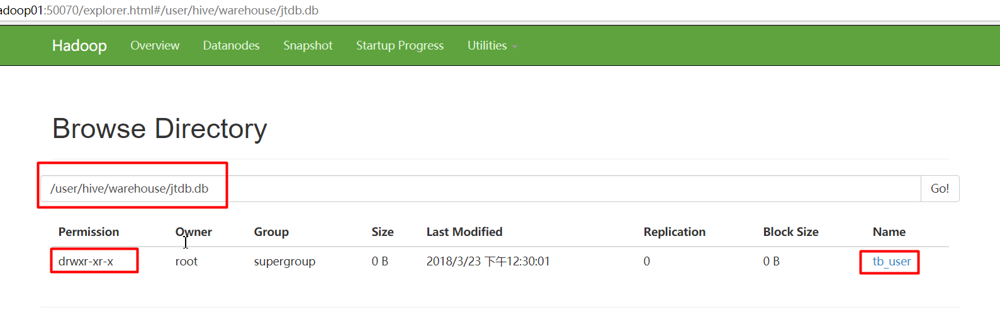 adoop01:50070/explorer.html#/user/hive/warehouse/jtdb.db
Hadoop Overview Datanodes Snapshot Startup Progress Utilities
Browse Directory
/user/hive/warehouse/jtdb.db Go!
Permission Owner Group Size Last Modified Replication Block Size Name
drwxr-xr-x root supergroup 0 B 2018/3/23 下午12:30:01 0 0 B tb_user